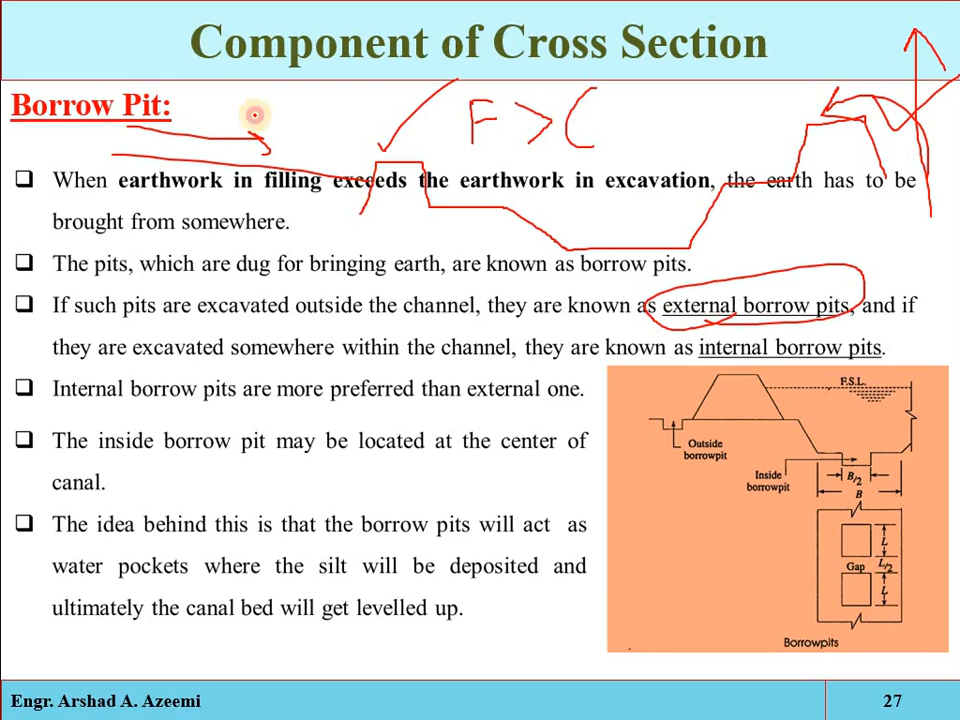 Component of Cross Section
Borrow Pit:
F > C
❑ When earthwork in filling exceeds the earthwork in excavation, the earth has to be
brought from somewhere.
❑ The pits, which are dug for bringing earth, are known as borrow pits.
❑ If such pits are excavated outside the channel, they are known as external borrow pits, and if
they are excavated somewhere within the channel, they are known as internal borrow pits.
❑ Internal borrow pits are more preferred than external one.
❑ The inside borrow pit may be located at the center of
canal.
❑ The idea behind this is that the borrow pits will act as
water pockets where the silt will be deposited and
ultimately the canal bed will get levelled up.
F.S.L.
Outside
borrowpit
Inside
borrowpit
B/2
B
L
Gap L/2
L
Borrowpits
Engr. Arshad A. Azeemi 27